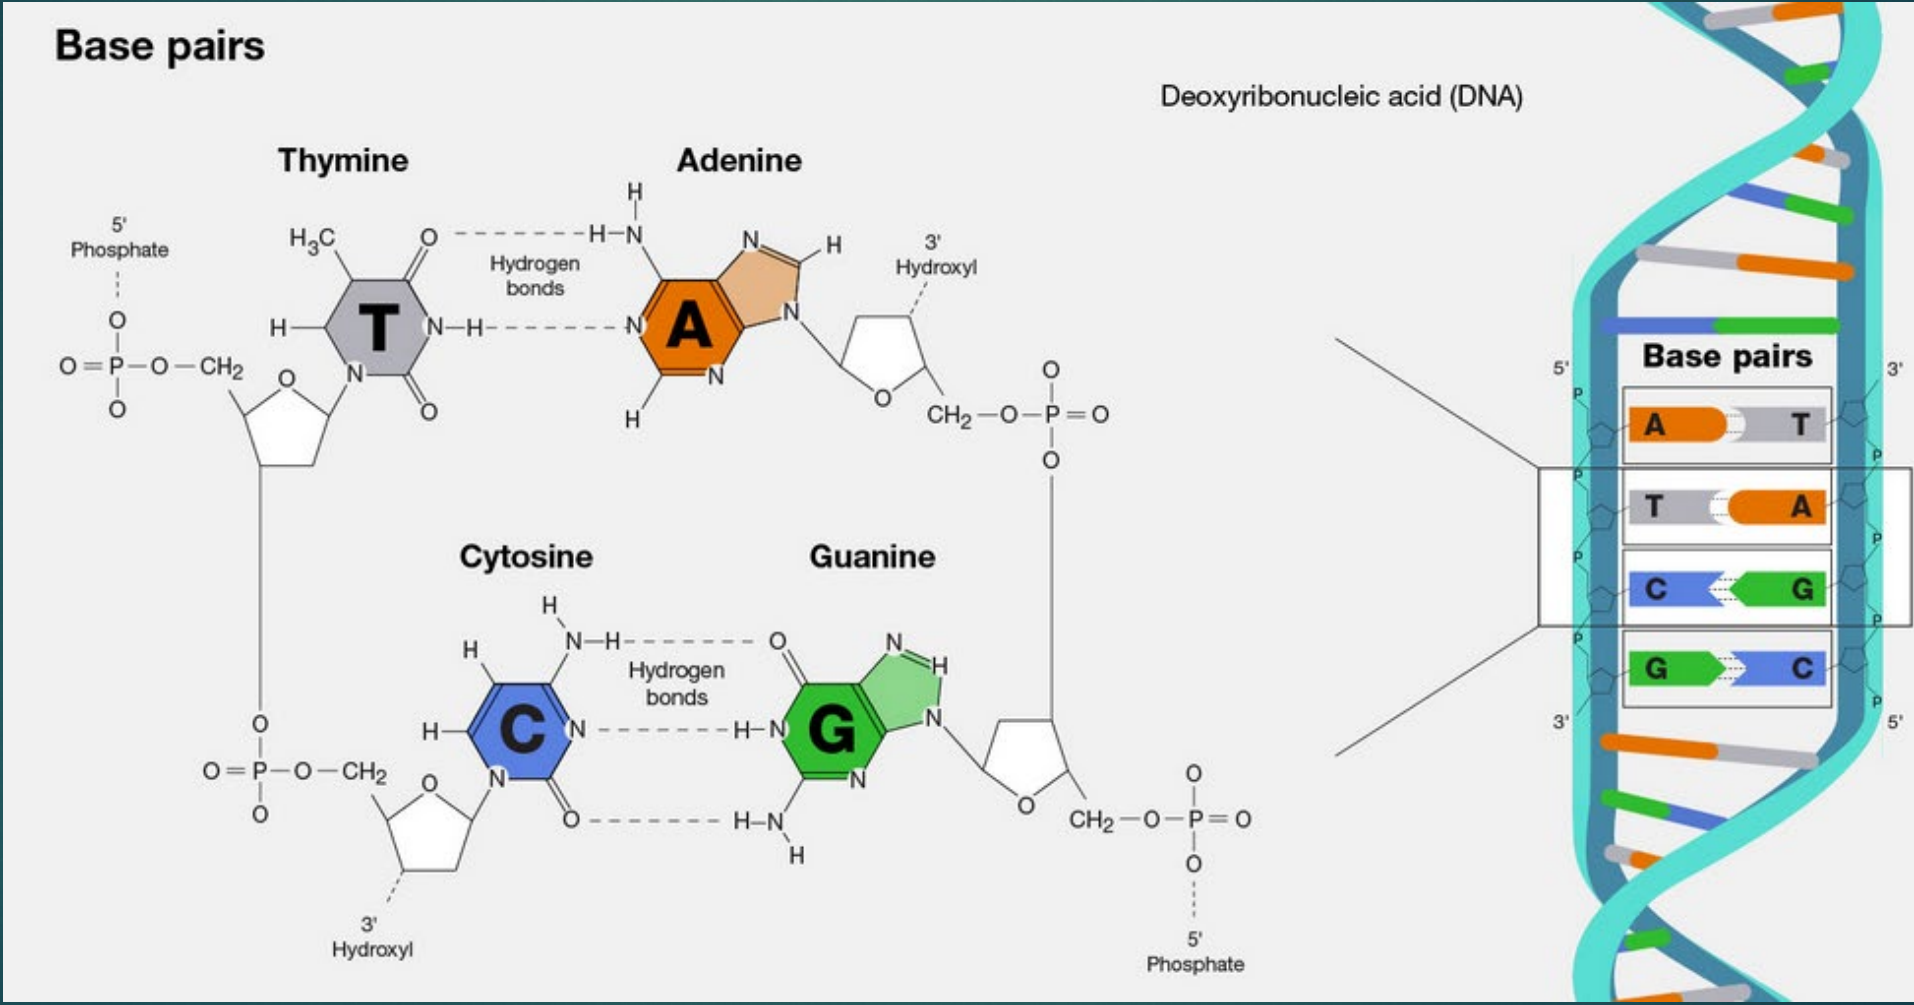 Base pairs
Deoxyribonucleic acid (DNA)
Thymine
Adenine
5'
Phosphate
H₃C
O
H
H–N
N
H
3'
Hydroxyl
Hydrogen
bonds
H
T
N–H
N
A
N
O
O=P–O–CH₂
O
O
N
O
N
H
O
CH₂–O–P=O
O
O
Cytosine
Guanine
H
H
N–H
O
N
H
Hydrogen
bonds
H
C
N
H–N
G
N
O
O=P–O–CH₂
O
O
N
O
H–N
H
N
O
CH₂–O–P=O
O
O
3'
Hydroxyl
5'
Phosphate
Base pairs
5'
3'
P
A
T
P
P
T
A
P
P
C
G
P
P
G
C
P
3'
5'